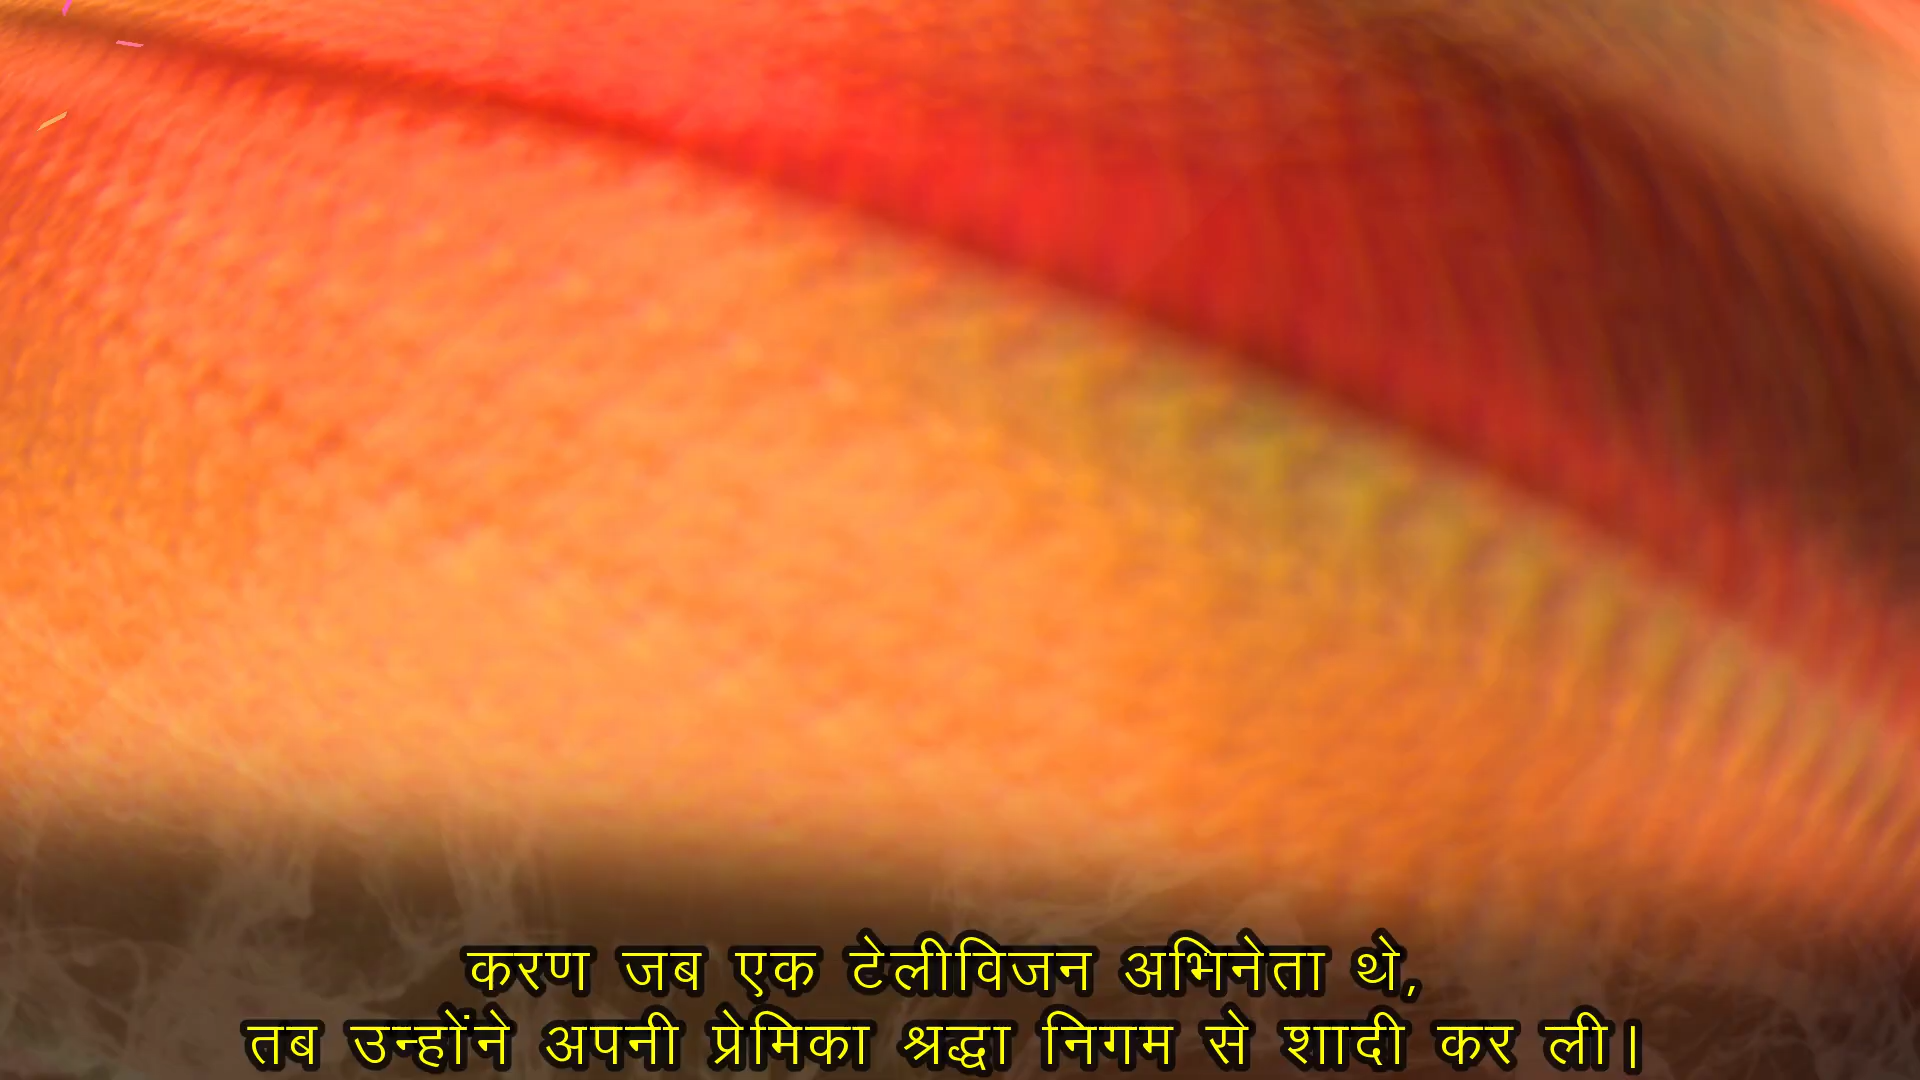 करण जब एक टेलीविजन अभिनेता थे,
तब उन्होंने अपनी प्रेमिका श्रद्धा निगम से शादी कर ली।